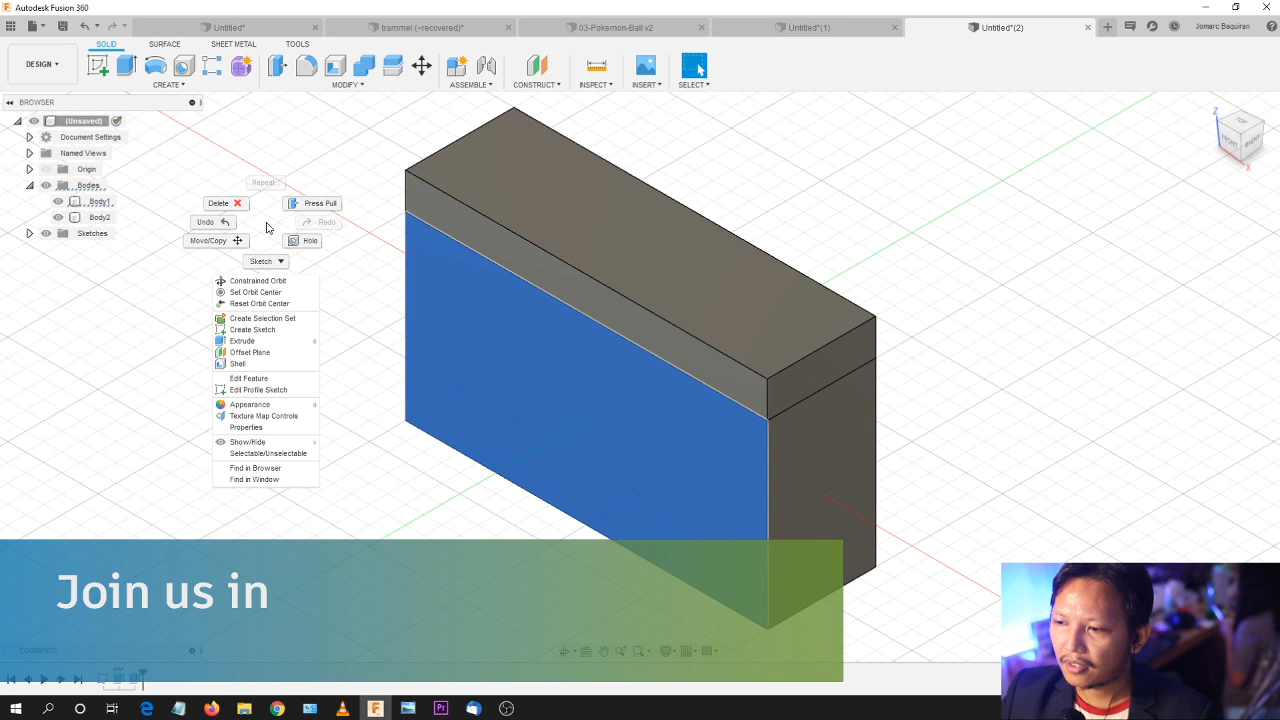 Autodesk Fusion 360
Untitled*
trammel (~recovered)*
03-Pokemon-Ball v2
Untitled*(1)
Untitled*(2)
Jomarc Baquiran
SOLID
SURFACE
SHEET METAL
TOOLS
DESIGN
CREATE
MODIFY
ASSEMBLE
CONSTRUCT
INSPECT
INSERT
SELECT
BROWSER
(Unsaved)
Document Settings
Named Views
Origin
Bodies
Body1
Body2
Sketches
Repeat...
Delete
Press Pull
Undo
Redo
Move/Copy
Hole
Sketch
Constrained Orbit
Set Orbit Center
Reset Orbit Center
Create Selection Set
Create Sketch
Extrude e
Offset Plane
Shell
Edit Feature
Edit Profile Sketch
Appearance a
Texture Map Controls
Properties
Show/Hide v
Selectable/Unselectable
Find in Browser
Find in Window
Z
TOP
FRONT
RIGHT
X
Join us in
COMMENTS